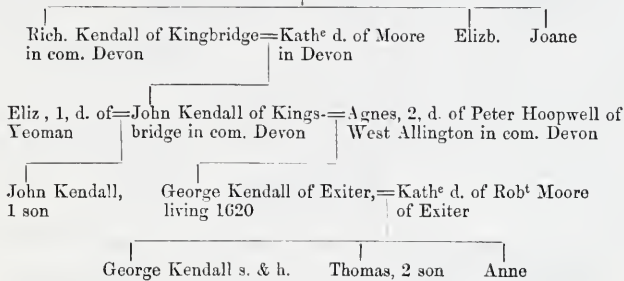 Rich. Kendall of Kingbridge=Kathᵉ d. of Moore Elizb. Joane
in com. Devon in Devon
Eliz, 1, d. of=John Kendall of Kings-=Agnes, 2, d. of Peter Hoopwell of
Yeoman bridge in com. Devon West Allington in com. Devon
John Kendall, George Kendall of Exiter,=Kathᵉ d. of Robᵗ Moore
1 son living 1620 of Exiter
George Kendall s. & h. Thomas, 2 son Anne